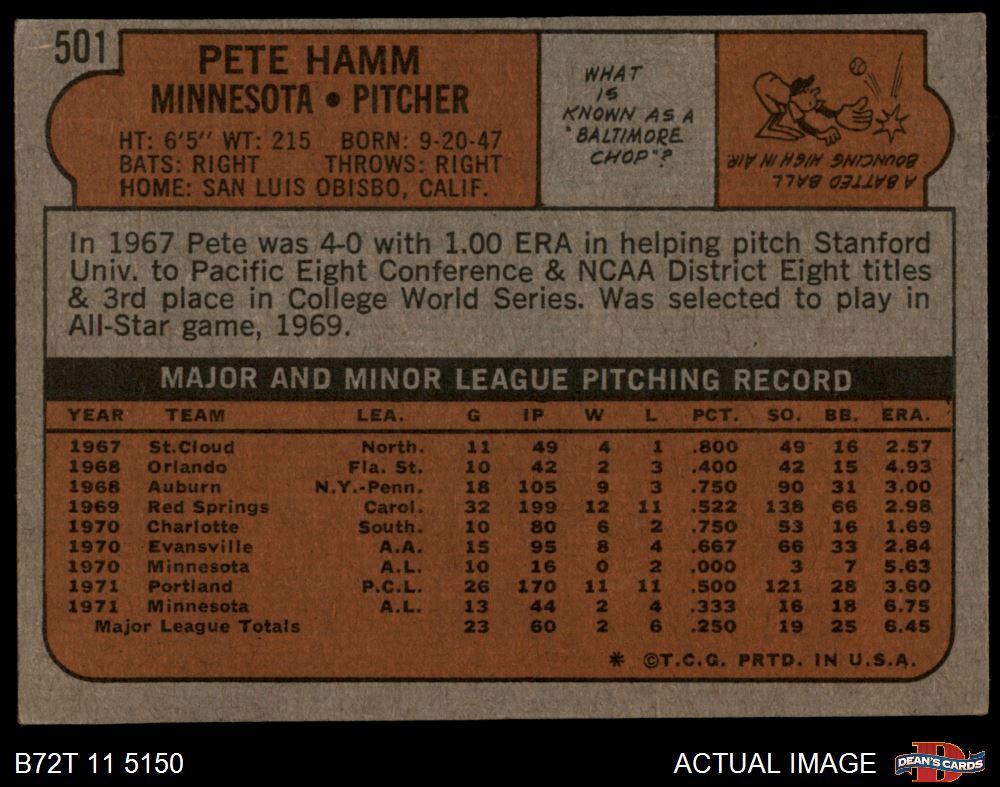 501
PETE HAMM
MINNESOTA • PITCHER
HT: 6'5" WT: 215 BORN: 9-20-47
BATS: RIGHT THROWS: RIGHT
HOME: SAN LUIS OBISBO, CALIF.
WHAT
IS
KNOWN AS A
"BALTIMORE
CHOP"?
A BATTED BALL
BOUNCING HIGH IN AIR
In 1967 Pete was 4-0 with 1.00 ERA in helping pitch Stanford
Univ. to Pacific Eight Conference & NCAA District Eight titles
& 3rd place in College World Series. Was selected to play in
All-Star game, 1969.
MAJOR AND MINOR LEAGUE PITCHING RECORD
YEAR TEAM LEA. G IP W L PCT. SO. BB. ERA.
1967 St.Cloud North. 11 49 4 1 .800 49 16 2.57
1968 Orlando Fla. St. 10 42 2 3 .400 42 15 4.93
1968 Auburn N.Y.-Penn. 18 105 9 3 .750 90 31 3.00
1969 Red Springs Carol. 32 199 12 11 .522 138 66 2.98
1970 Charlotte South. 10 80 6 2 .750 53 16 1.69
1970 Evansville A.A. 15 95 8 4 .667 66 33 2.84
1970 Minnesota A.L. 10 16 0 2 .000 3 7 5.63
1971 Portland P.C.L. 26 170 11 11 .500 121 28 3.60
1971 Minnesota A.L. 13 44 2 4 .333 16 18 6.75
Major League Totals 23 60 2 6 .250 19 25 6.45
* ©T.C.G. PRTD. IN U.S.A.
B72T 11 5150
ACTUAL IMAGE
DEAN'S CARDS